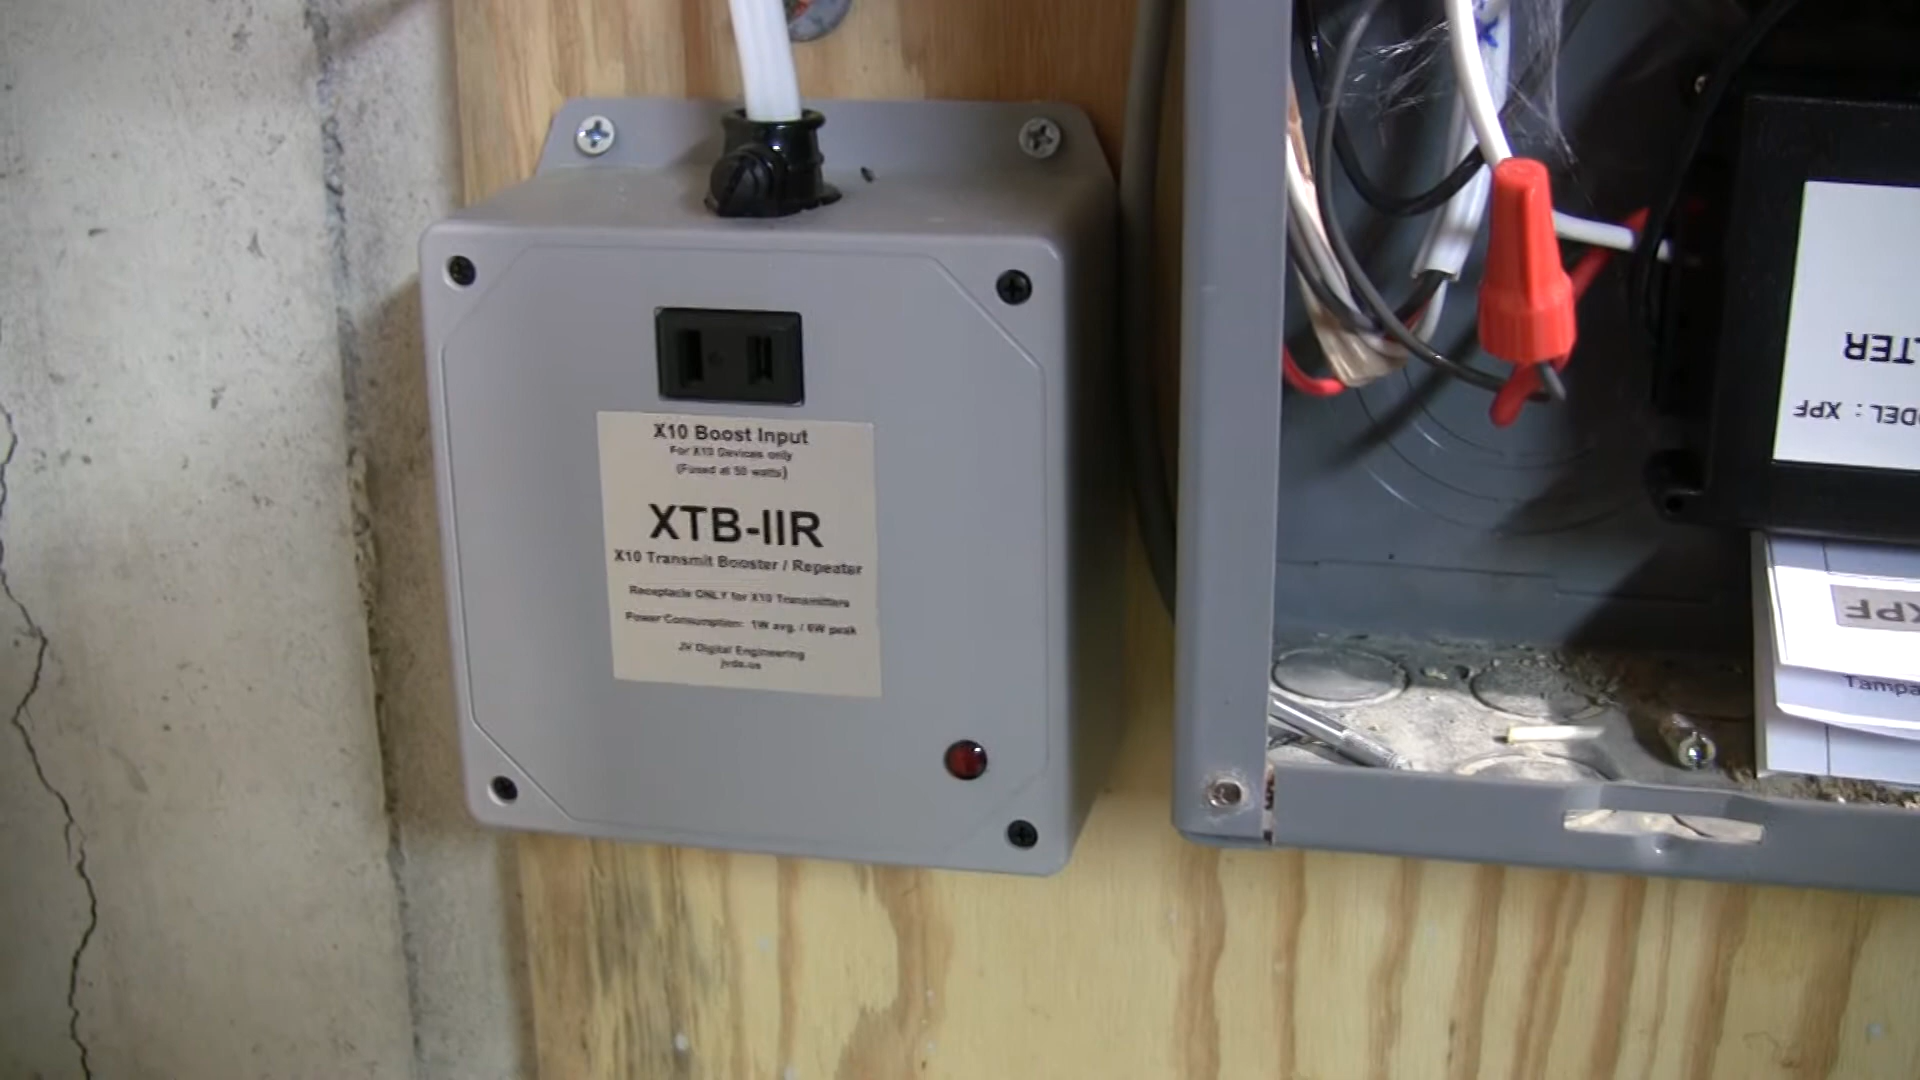 X10 Boost Input
For X10 Devices only
(Fused at 50 watts)
XTB-IIR
X10 Transmit Booster / Repeater
Receptacle ONLY for X10 Transmitters
Power Consumption: 1W avg. / 6W peak
JV Digital Engineering
jvde.us
LTER
ODEL : XPF
XPF
Tampa
X